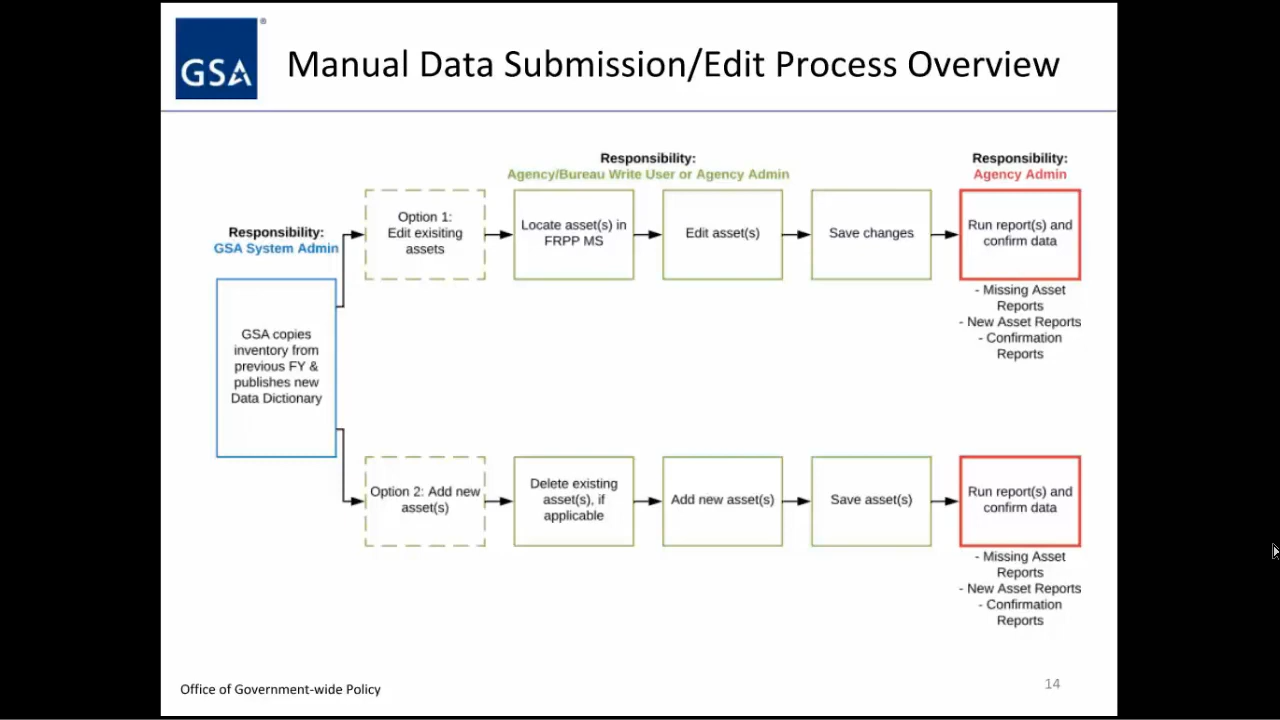 GSA
®
Manual Data Submission/Edit Process Overview
Responsibility:
Agency/Bureau Write User or Agency Admin
Responsibility:
Agency Admin
Responsibility:
GSA System Admin
Option 1:
Edit exisiting
assets
Locate asset(s) in
FRPP MS
Edit asset(s)
Save changes
Run report(s) and
confirm data
- Missing Asset
Reports
- New Asset Reports
- Confirmation
Reports
GSA copies
inventory from
previous FY &
publishes new
Data Dictionary
Option 2: Add new
asset(s)
Delete existing
asset(s), if
applicable
Add new asset(s)
Save asset(s)
Run report(s) and
confirm data
- Missing Asset
Reports
- New Asset Reports
- Confirmation
Reports
Office of Government-wide Policy
14